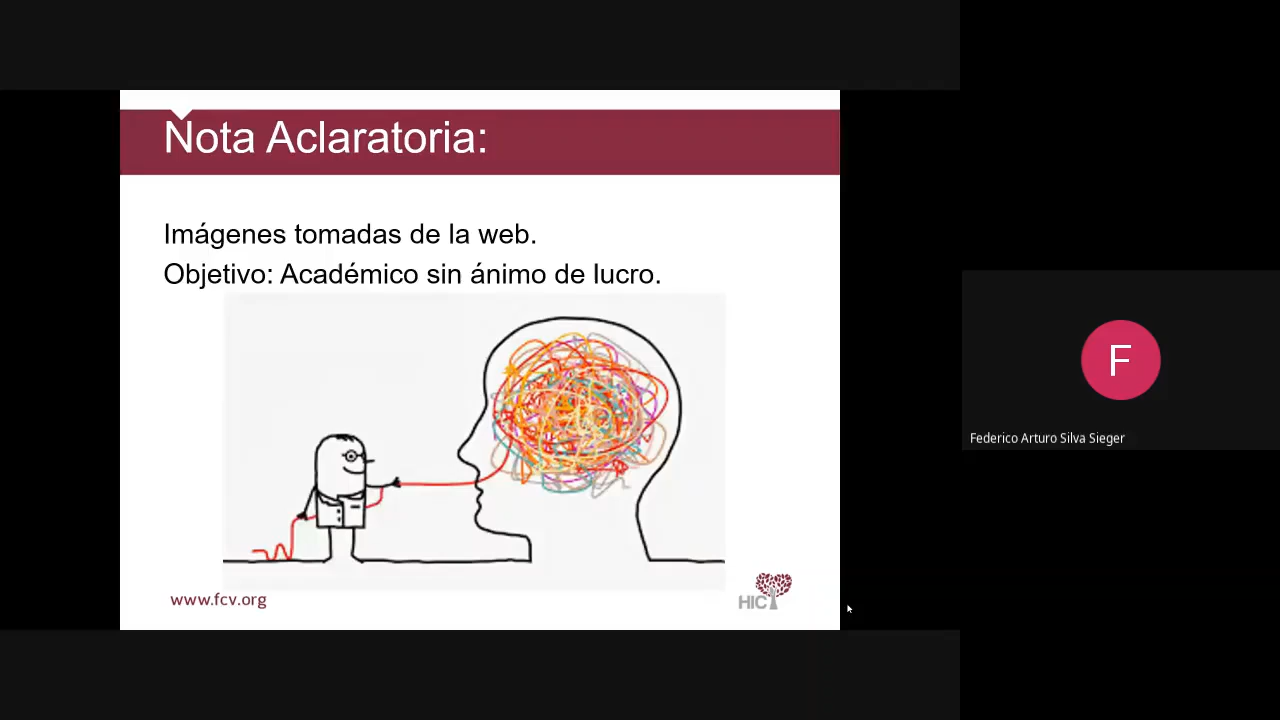 Nota Aclaratoria:
Imágenes tomadas de la web.
Objetivo: Académico sin ánimo de lucro.
www.fcv.org
HIC
F
Federico Arturo Silva Sieger